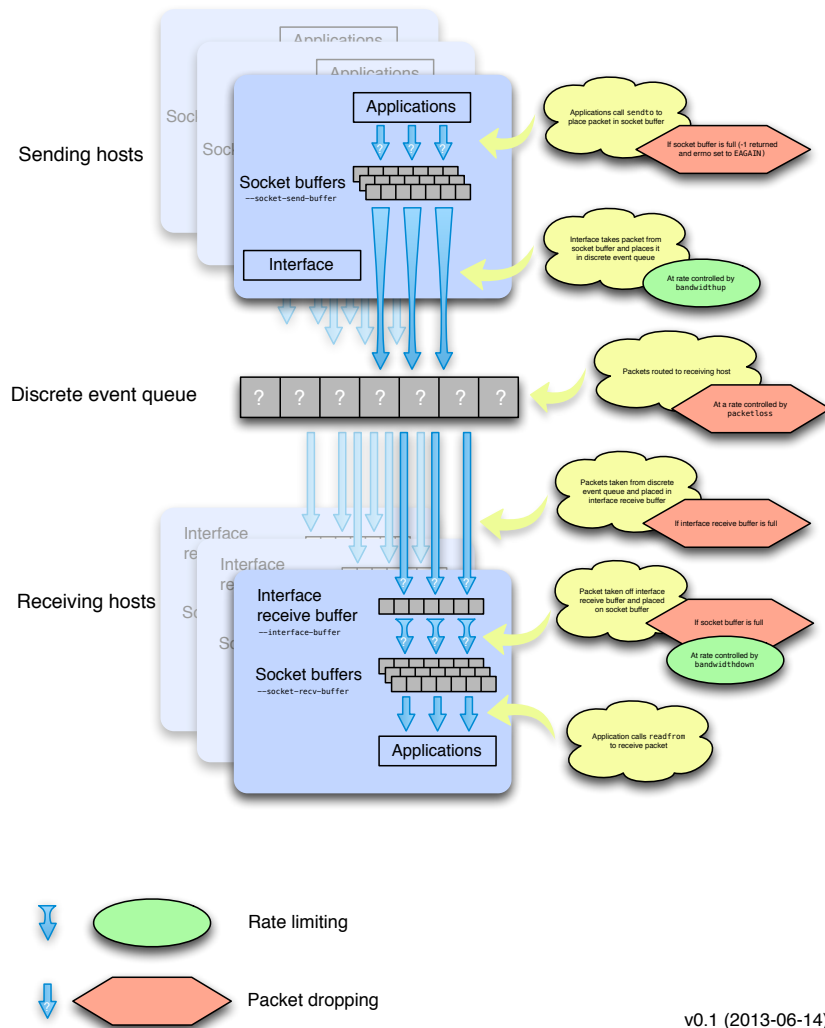 Applications
Applications
Applications
Applications call sendto to
place packet in socket buffer
If socket buffer is full (-1 returned
and errno set to EAGAIN)
Sending hosts
Socket buffers
--socket-send-buffer
Interface takes packet from
socket buffer and places it
in discrete event queue
Interface
At rate controlled by
bandwidthup
Packets routed to receiving host
Discrete event queue
? ? ? ? ? ? ?
At a rate controlled by
packetloss
Packets taken from discrete
event queue and placed in
interface receive buffer
If interface receive buffer is full
Interface
re
Interface
re
Receiving hosts
Interface
receive buffer
--interface-buffer
Packet taken off interface
receive buffer and placed
on socket buffer
If socket buffer is full
At rate controlled by
bandwidthdown
Socket buffers
--socket-recv-buffer
Application calls readfrom
to receive packet
Applications
Rate limiting
Packet dropping
v0.1 (2013-06-14)